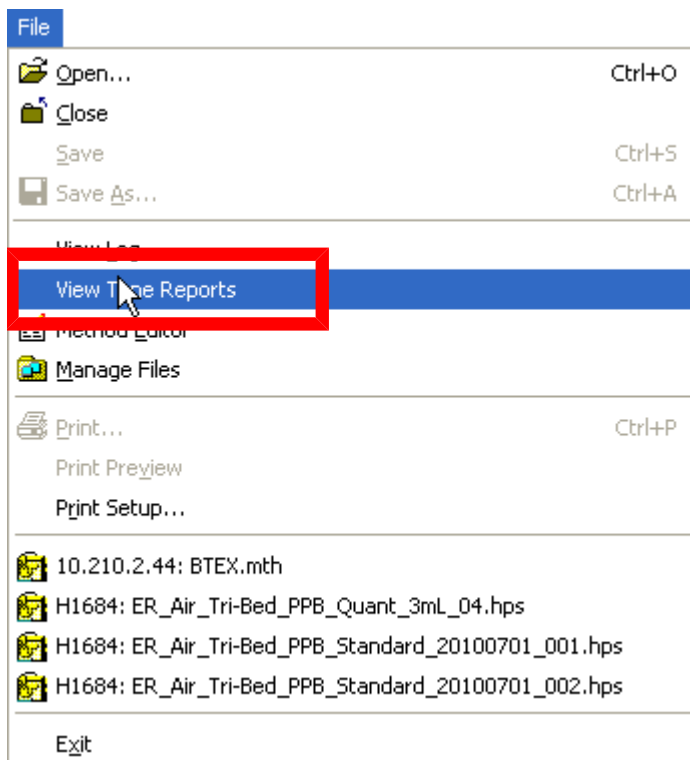 File
Open... Ctrl+O
Close
Save Ctrl+S
Save As... Ctrl+A
View Log
View Tune Reports
Method Editor
Manage Files
Print... Ctrl+P
Print Preview
Print Setup...
10.210.2.44: BTEX.mth
H1684: ER_Air_Tri-Bed_PPB_Quant_3mL_04.hps
H1684: ER_Air_Tri-Bed_PPB_Standard_20100701_001.hps
H1684: ER_Air_Tri-Bed_PPB_Standard_20100701_002.hps
Exit